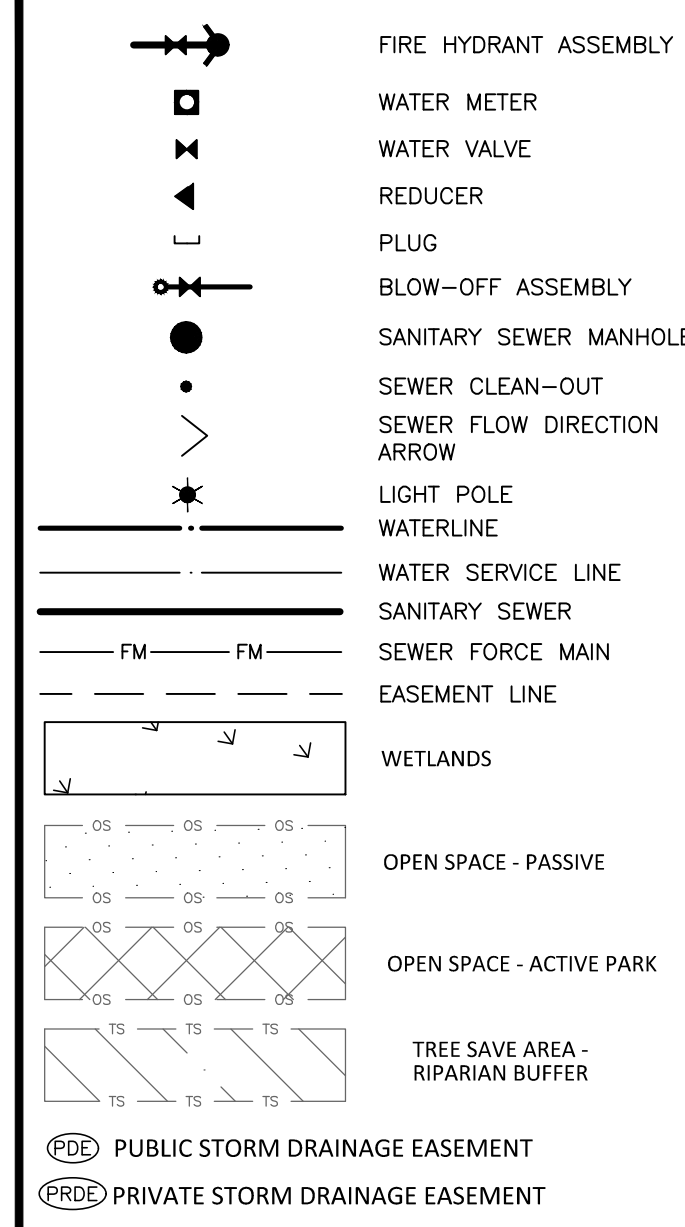 FIRE HYDRANT ASSEMBLY
WATER METER
WATER VALVE
REDUCER
PLUG
BLOW-OFF ASSEMBLY
SANITARY SEWER MANHOLE
SEWER CLEAN-OUT
SEWER FLOW DIRECTION
ARROW
LIGHT POLE
WATERLINE
WATER SERVICE LINE
SANITARY SEWER
FM FM SEWER FORCE MAIN
EASEMENT LINE
WETLANDS
OS OS OS
OPEN SPACE - PASSIVE
OS OS OS
OS OS OS
OPEN SPACE - ACTIVE PARK
OS OS OS
TS TS TS
TREE SAVE AREA -
RIPARIAN BUFFER
TS TS TS
PDE PUBLIC STORM DRAINAGE EASEMENT
PRDE PRIVATE STORM DRAINAGE EASEMENT